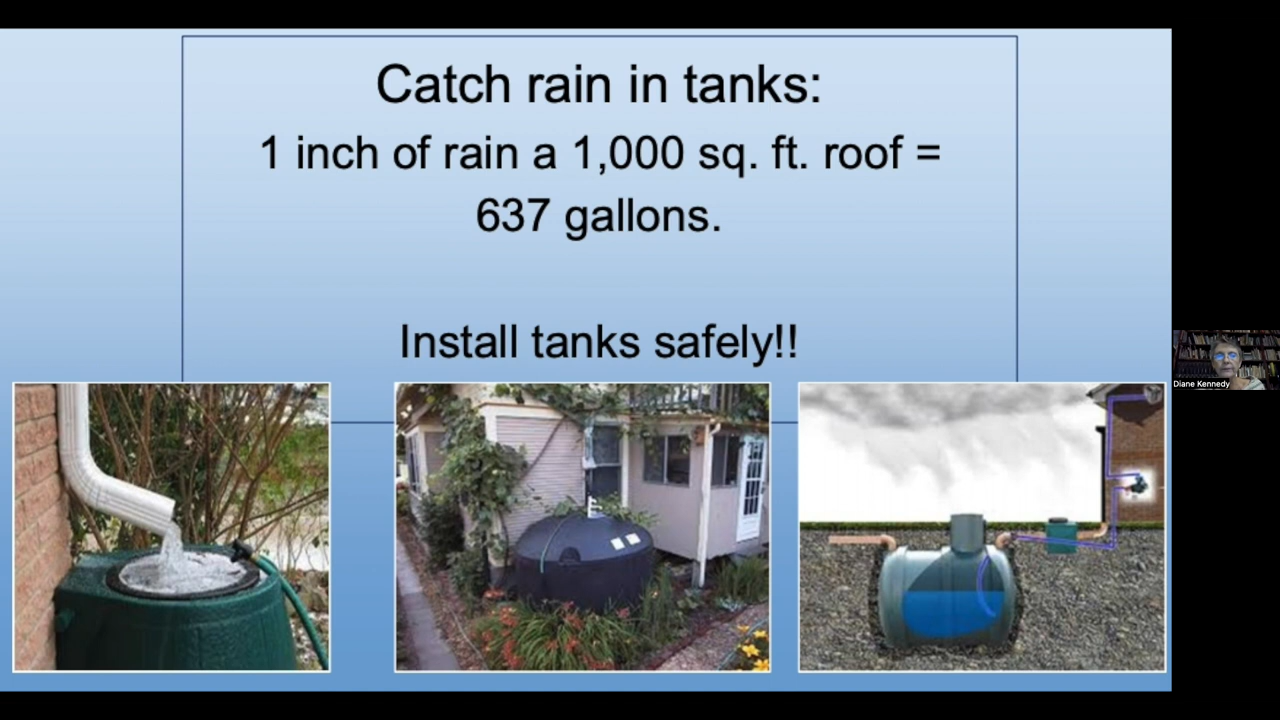 Catch rain in tanks:
1 inch of rain a 1,000 sq. ft. roof =
637 gallons.
Install tanks safely!!
Diane Kennedy